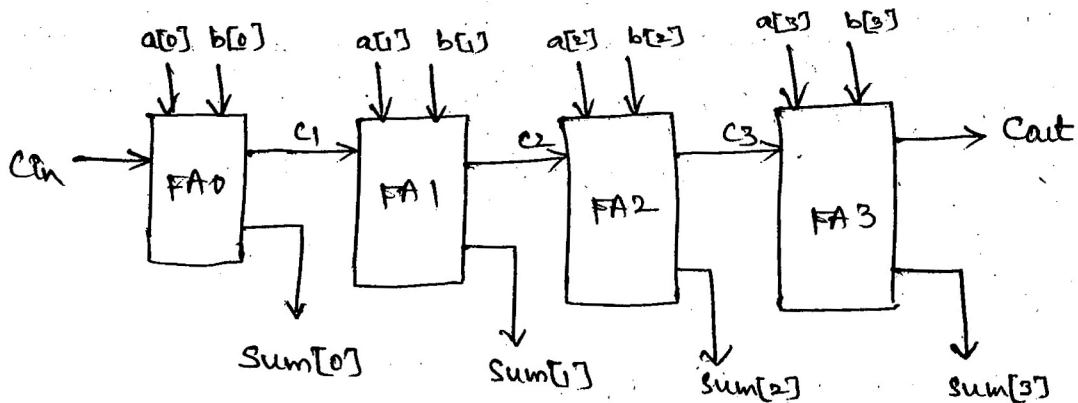 a[0] b[0] a[1] b[1] a[2] b[2] a[3] b[3]
Cin FA0 C1 FA1 C2 FA2 C3 FA3 Cout
Sum[0] Sum[1] Sum[2] Sum[3]